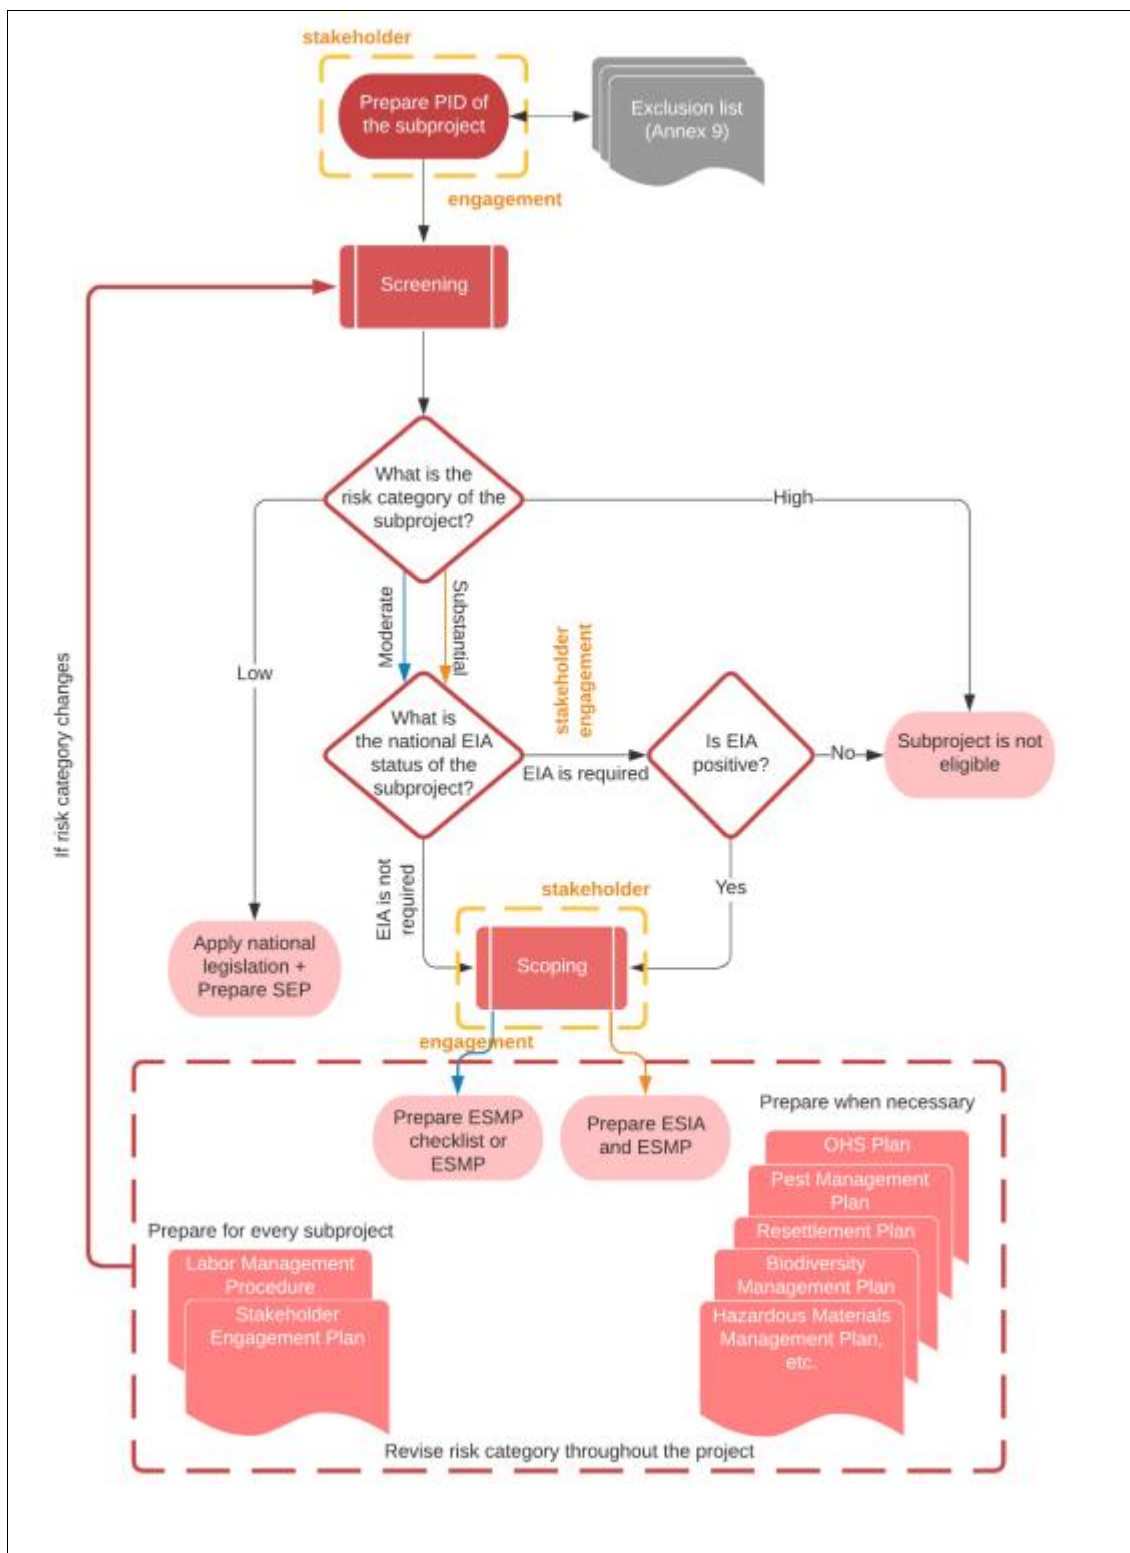 stakeholder
Prepare PID of
the subproject
Exclusion list
(Annex 9)
engagement
Screening
What is the
risk category of the
subproject?
High
Moderate
Substantial
Low
If risk category changes
stakeholder
engagement
What is
the national EIA
status of the
subproject?
EIA is required
Is EIA
positive?
No
Subproject is not
eligible
EIA is not
required
Yes
stakeholder
Scoping
engagement
Apply national
legislation +
Prepare SEP
Prepare ESMP
checklist or
ESMP
Prepare ESIA
and ESMP
Prepare when necessary
OHS Plan
Pest Management
Plan
Resettlement Plan
Biodiversity
Management Plan
Hazardous Materials
Management Plan,
etc.
Prepare for every subproject
Labor Management
Procedure
Stakeholder
Engagement Plan
Revise risk category throughout the project